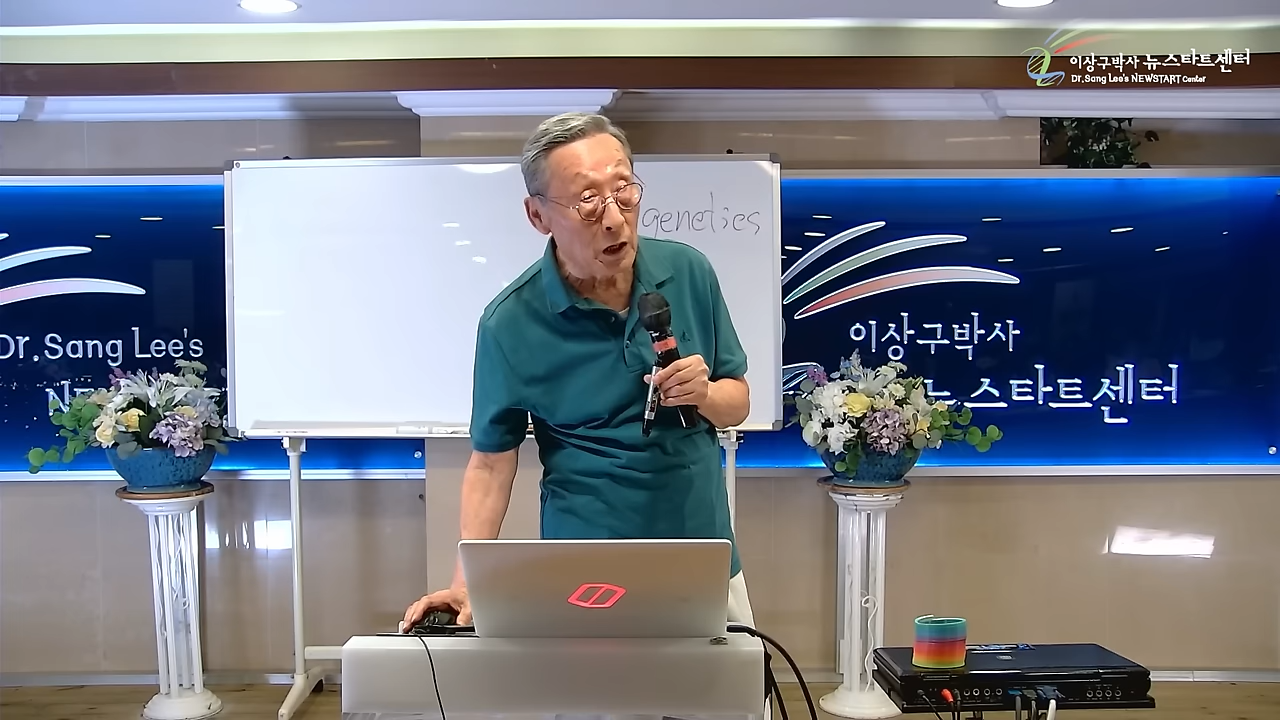 이상구박사 뉴스타트센터
Dr.Sang Lee's NEWSTART Center
genetics
Dr.Sang Lee's
이상구박사
뉴스타트센터